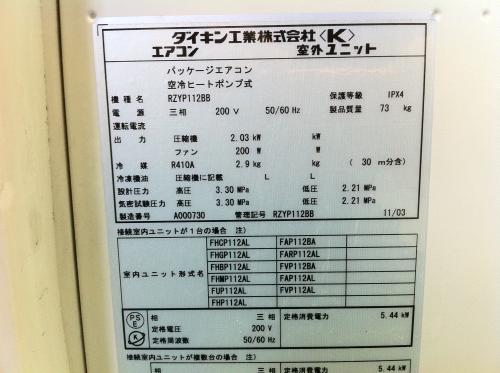 ダイキン工業株式会社〈K〉
エアコン 室外ユニット
パッケージエアコン
空冷ヒートポンプ式
機種名 RZYP112BB 保護等級 IPX4
電源 三相 200 V 50/60 Hz 製品質量 73 kg
運転電流
出力 圧縮機 2.03 kW kW
ファン 200 W W
冷媒 R410A 2.9 kg kg ( 30 m分含)
冷凍機油 圧縮機に記載 L L
設計圧力 高圧 3.30 MPa 低圧 2.21 MPa
気密試験圧力 高圧 3.30 MPa 低圧 2.21 MPa
製造番号 A000730 管理記号 RZYP112BB 11/03
接続室内ユニットが1台の場合 注)
室内ユニット形式名
FHCP112AL FAP112BA
FHGP112AL FARP112AL
FHBP112AL FVP112BA
FHMP112AL FAP112AL
FUP112AL FVP112AL
FHP112AL
PSE
相 三相 定格消費電力 5.44 kW
定格電圧 200 V
定格周波数 50/60 Hz
接続室内ユニットが複数台の場合 注)
相 三相 定格消費電力 5.44 kW